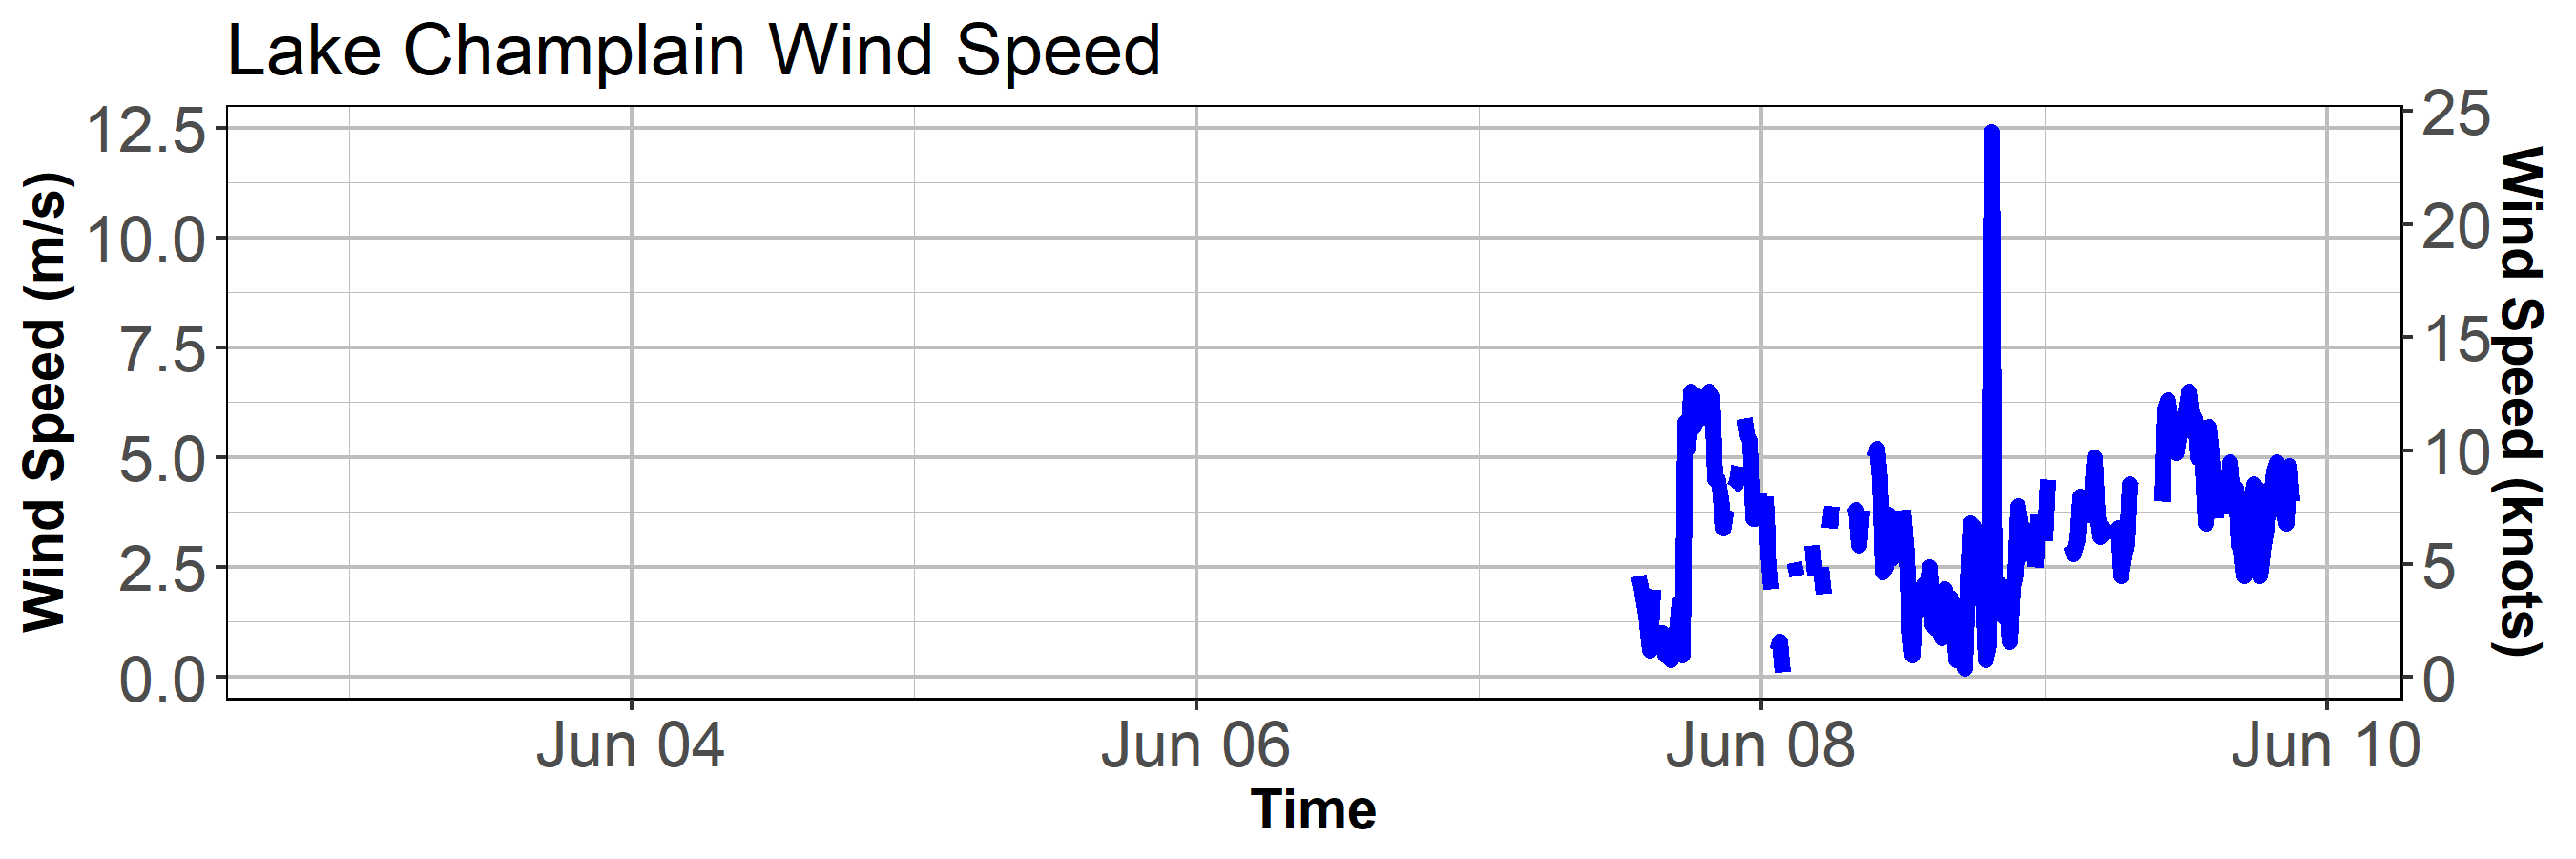 Lake Champlain Wind Speed
Wind Speed (m/s)
12.5
10.0
7.5
5.0
2.5
0.0
25
20
15
10
5
0
Wind Speed (knots)
Jun 04
Jun 06
Jun 08
Jun 10
Time